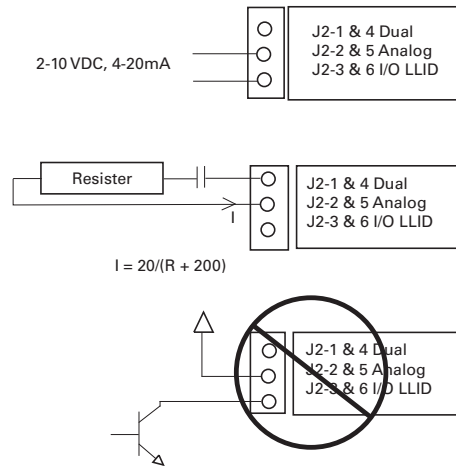 J2-1 & 4 Dual
J2-2 & 5 Analog
J2-3 & 6 I/O LLID
2-10 VDC, 4-20mA
Resister
J2-1 & 4 Dual
J2-2 & 5 Analog
J2-3 & 6 I/O LLID
I
I = 20/(R + 200)
J2-1 & 4 Dual
J2-2 & 5 Analog
J2-3 & 6 I/O LLID